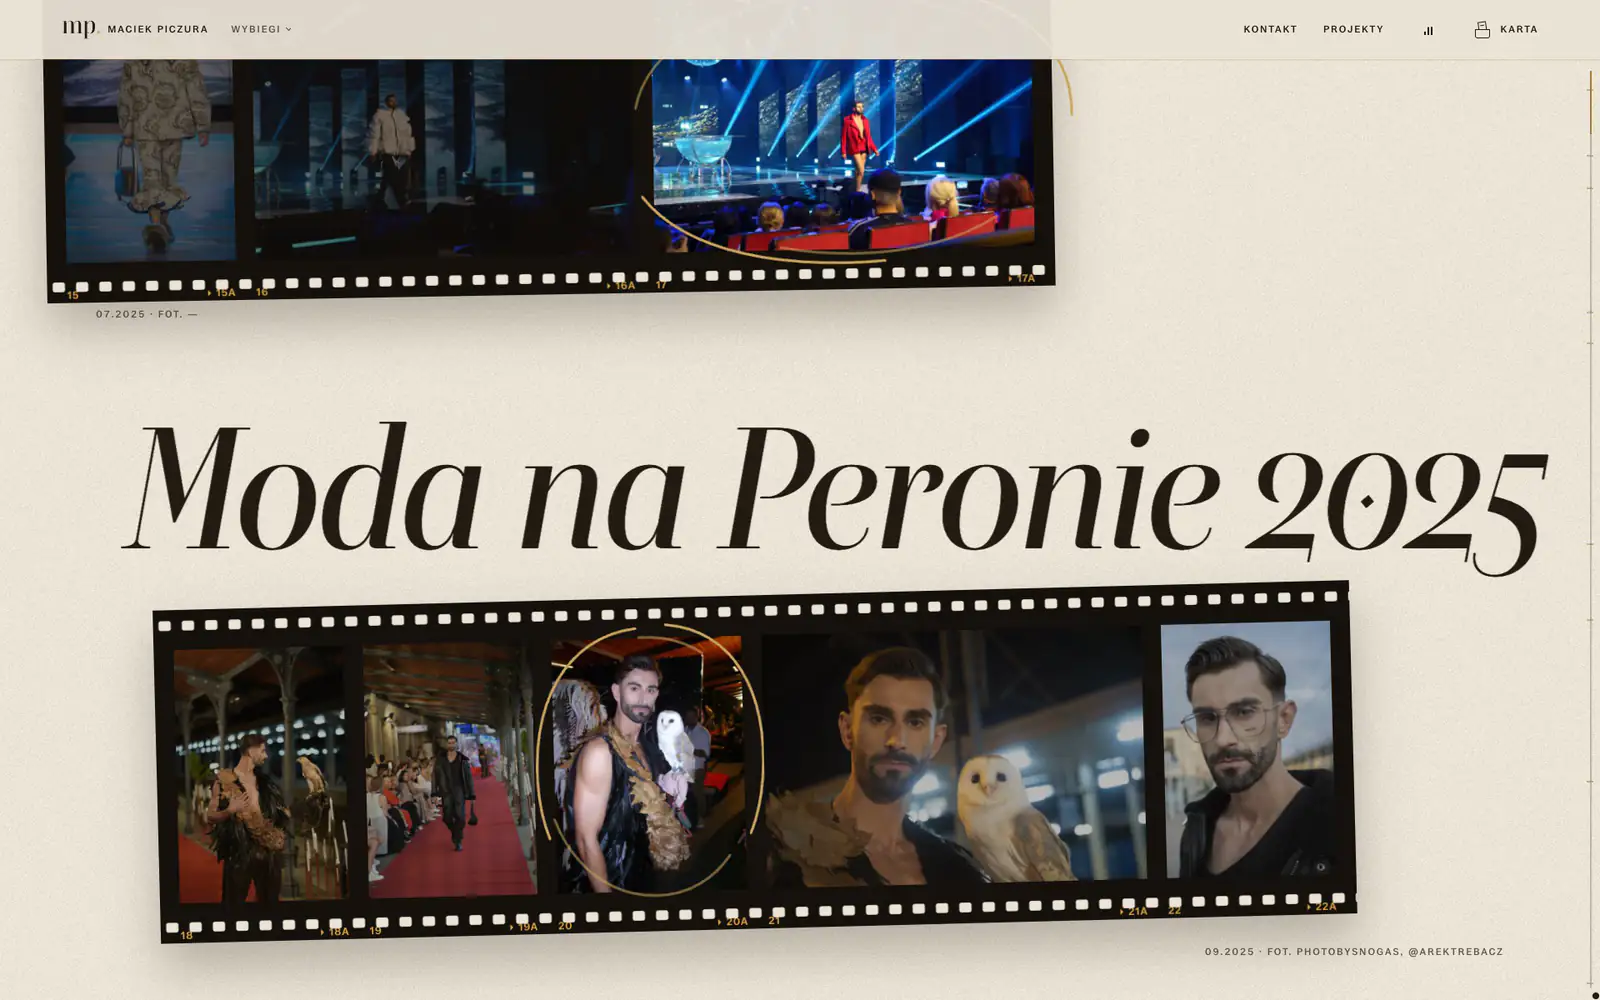 mp. MACIEK PICZURA WYBIEGI KONTAKT PROJEKTY KARTA
15 15A 16 16A 17 17A
07.2025 · FOT. —
Moda na Peronie 2025
18 18A 19 19A 20 20A 21 21A 22 22A
09.2025 · FOT. PHOTOBYSNOGAS, @AREKTREBACZ